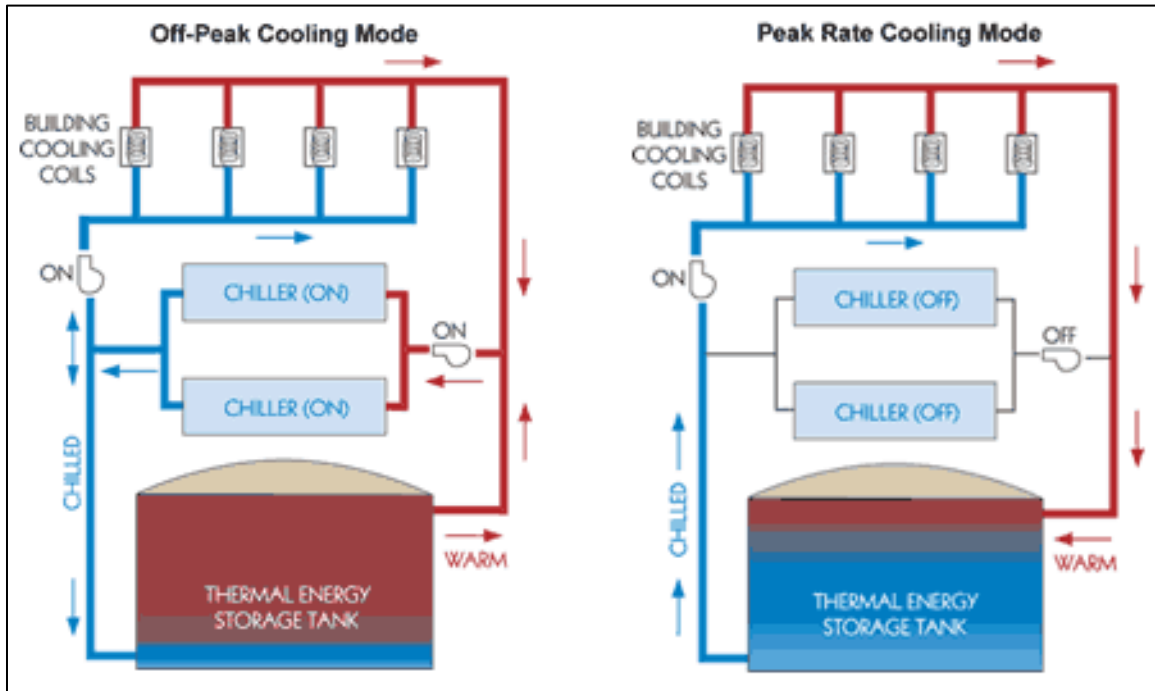 Off-Peak Cooling Mode
BUILDING
COOLING
COILS
ON
CHILLER (ON)
ON
CHILLER (ON)
CHILLED
WARM
THERMAL ENERGY
STORAGE TANK
Peak Rate Cooling Mode
BUILDING
COOLING
COILS
ON
CHILLER (OFF)
OFF
CHILLER (OFF)
CHILLED
WARM
THERMAL ENERGY
STORAGE TANK